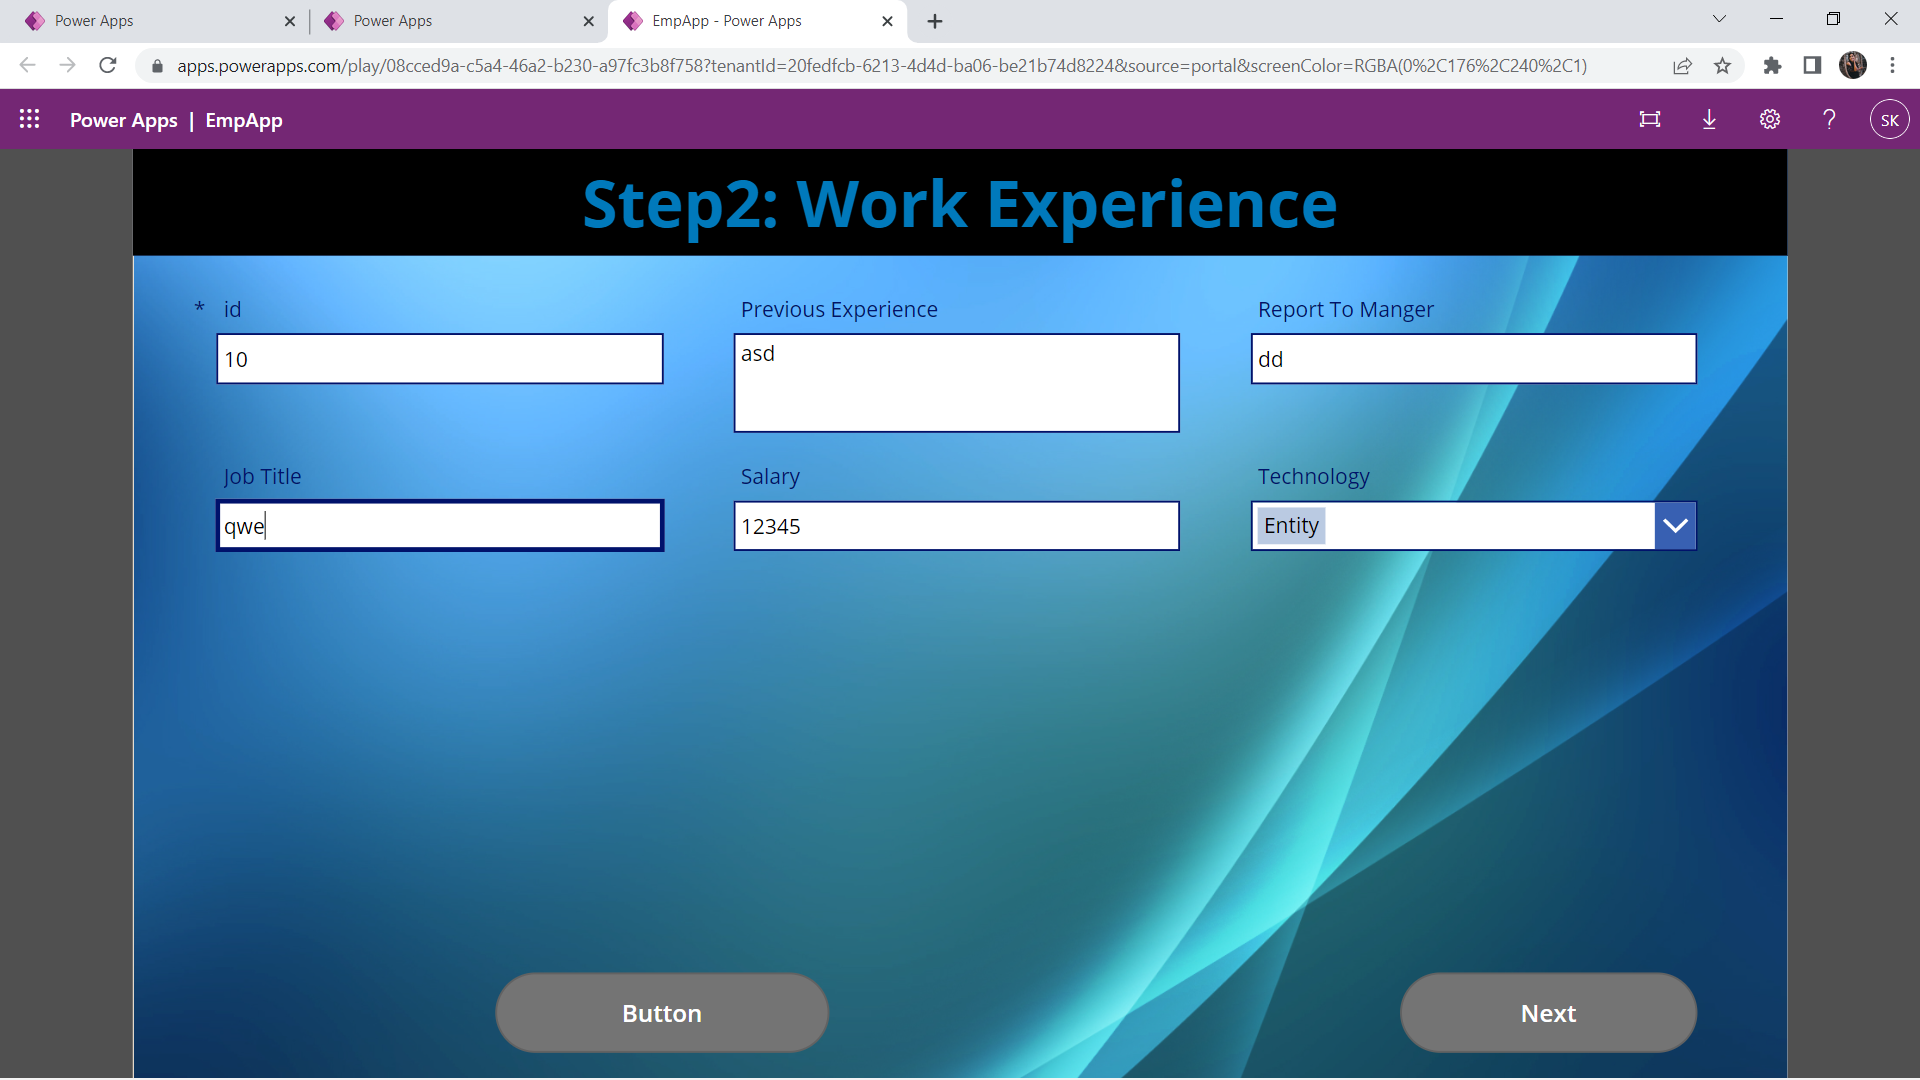 Power Apps
Power Apps
EmpApp - Power Apps
apps.powerapps.com/play/08cced9a-c5a4-46a2-b230-a97fc3b8f758?tenantId=20fedfcb-6213-4d4d-ba06-be21b74d8224&source=portal&screenColor=RGBA(0%2C176%2C240%2C1)
Power Apps | EmpApp
SK
Step2: Work Experience
* id
Previous Experience
Report To Manger
10
asd
dd
Job Title
Salary
Technology
qwe
12345
Entity
Button
Next